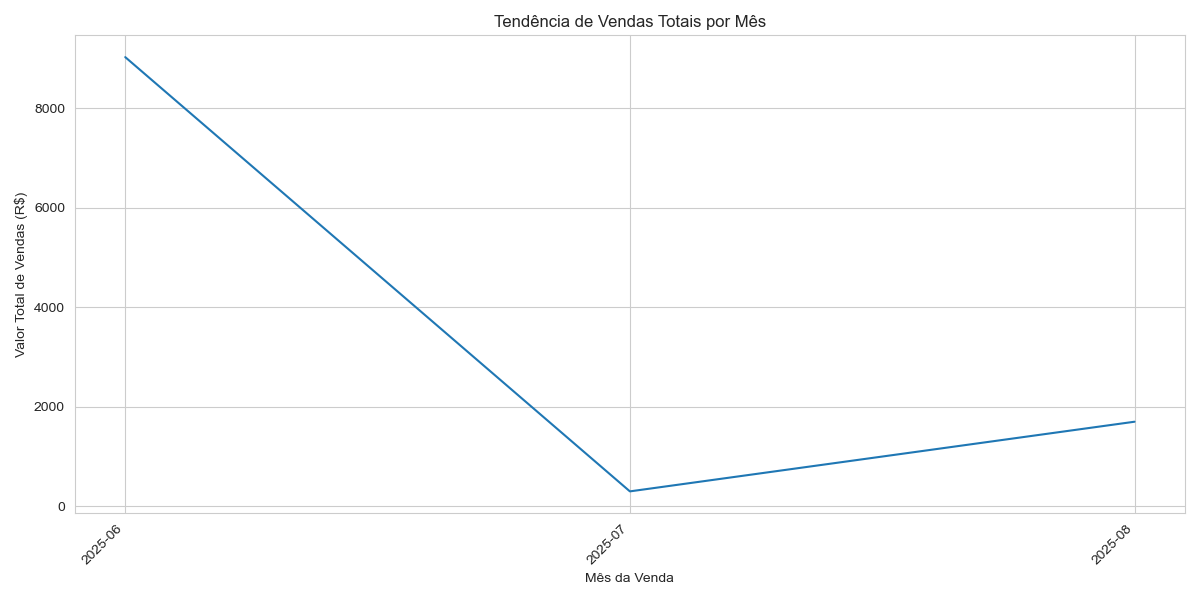 Tendência de Vendas Totais por Mês
Valor Total de Vendas (R$)
8000
6000
4000
2000
0
2025-06
2025-07
2025-08
Mês da Venda